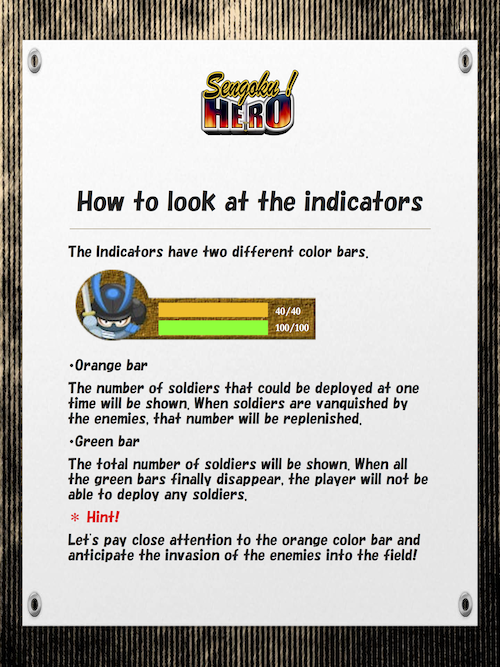 Sengoku!
HERO
How to look at the indicators
The Indicators have two different color bars.
40/40
100/100
・Orange bar
The number of soldiers that could be deployed at one
time will be shown. When soldiers are vanquished by
the enemies, that number will be replenished.
・Green bar
The total number of soldiers will be shown. When all
the green bars finally disappear, the player will not be
able to deploy any soldiers.
* Hint!
Let's pay close attention to the orange color bar and
anticipate the invasion of the enemies into the field!